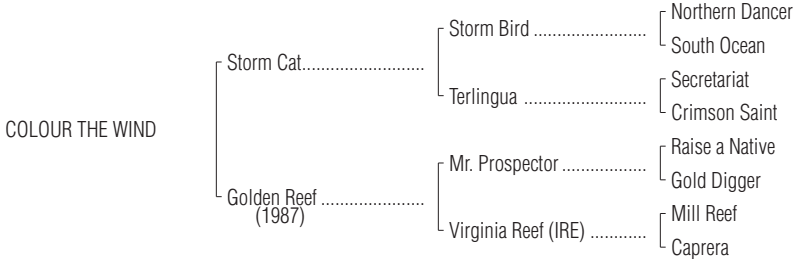 Northern Dancer
Storm Bird ........................
South Ocean
Storm Cat..........................
Secretariat
Terlingua ..........................
Crimson Saint
COLOUR THE WIND
Raise a Native
Mr. Prospector ..................
Gold Digger
Golden Reef ......................
(1987)
Mill Reef
Virginia Reef (IRE) ............
Caprera